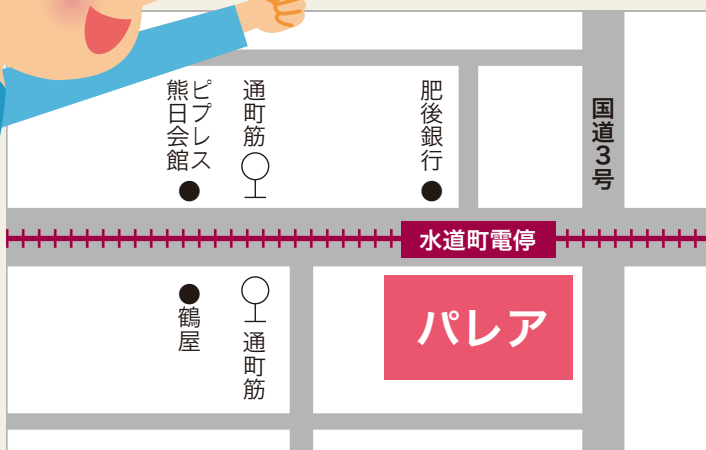 ピプレス
熊日会館
通町筋
肥後銀行
国道3号
水道町電停
鶴屋
通町筋
パレア